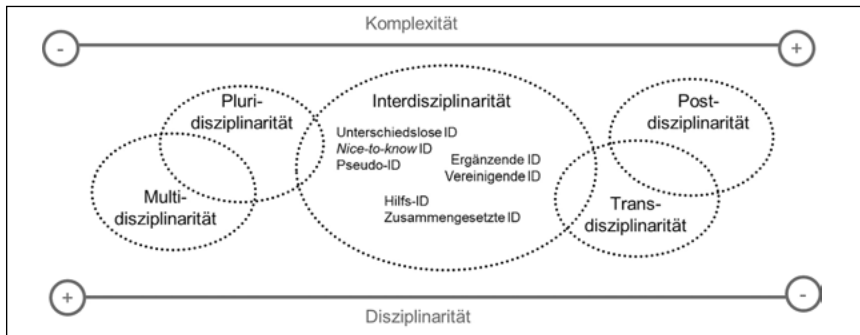 Komplexität
- +
Pluri-
disziplinarität
Multi-
disziplinarität
Interdisziplinarität
Unterschiedslose ID
Nice-to-know ID
Pseudo-ID
Ergänzende ID
Vereinigende ID
Hilfs-ID
Zusammengesetzte ID
Post-
disziplinarität
Trans-
disziplinarität
+ -
Disziplinarität